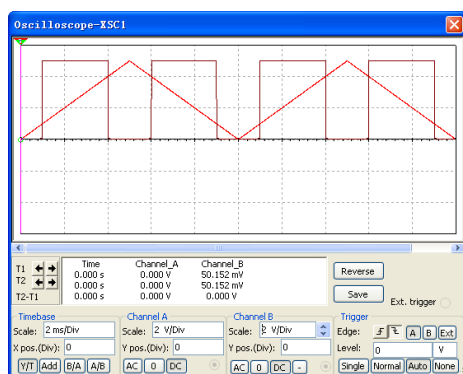 Oscilloscope-XSC1
Time Channel_A Channel_B
T1 0.000 s 0.000 V 50.152 mV
T2 0.000 s 0.000 V 50.152 mV
T2-T1 0.000 s 0.000 V 0.000 V
Reverse
Save
Ext. trigger
Timebase
Scale: 2 ms/Div
X pos.(Div): 0
Y/T Add B/A A/B
Channel A
Scale: 2 V/Div
Y pos.(Div): 0
AC 0 DC
Channel B
Scale: 2 V/Div
Y pos.(Div): 0
AC 0 DC -
Trigger
Edge: A B Ext
Level: 0 V
Single Normal Auto None